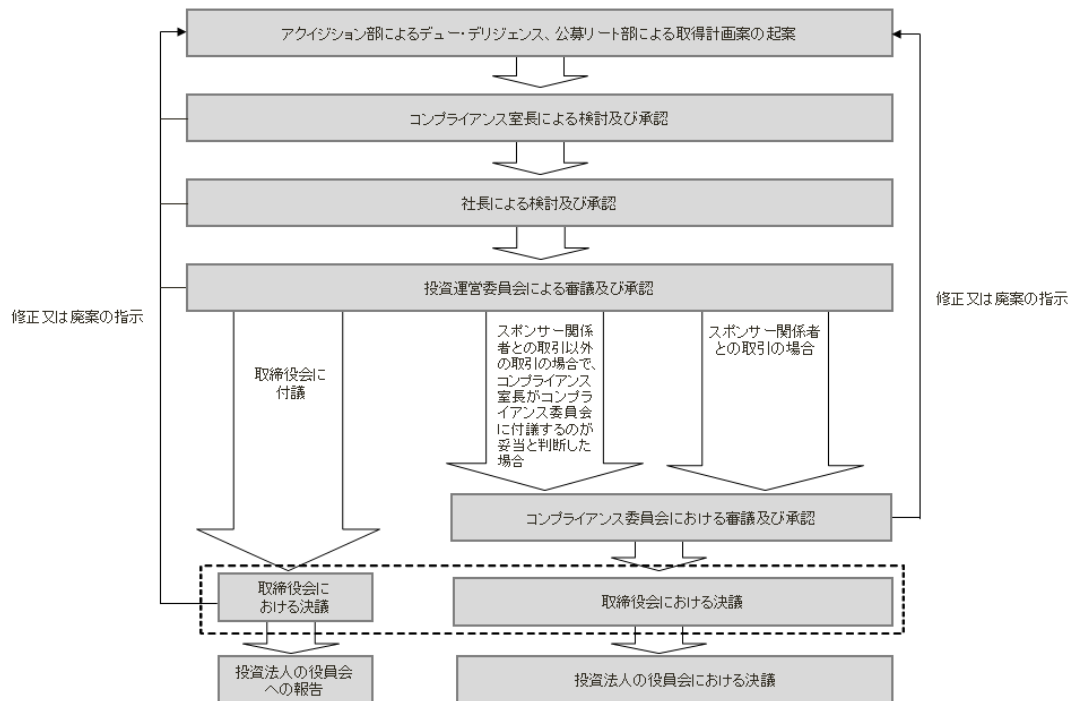 アクイジション部によるデュー・デリジェンス、公募リート部による取得計画案の起案
コンプライアンス室長による検討及び承認
社長による検討及び承認
投資運営委員会による審議及び承認
修正又は廃案の指示
修正又は廃案の指示
取締役会に
付議
スポンサー関係
者との取引以外
の取引の場合で、
コンプライアンス
室長がコンプラ
イアンス委員会
に付議するのが
妥当と判断した
場合
スポンサー関係者
との取引の場合
コンプライアンス委員会における審議及び承認
取締役会に
おける決議
取締役会における決議
投資法人の役員会
への報告
投資法人の役員会における決議